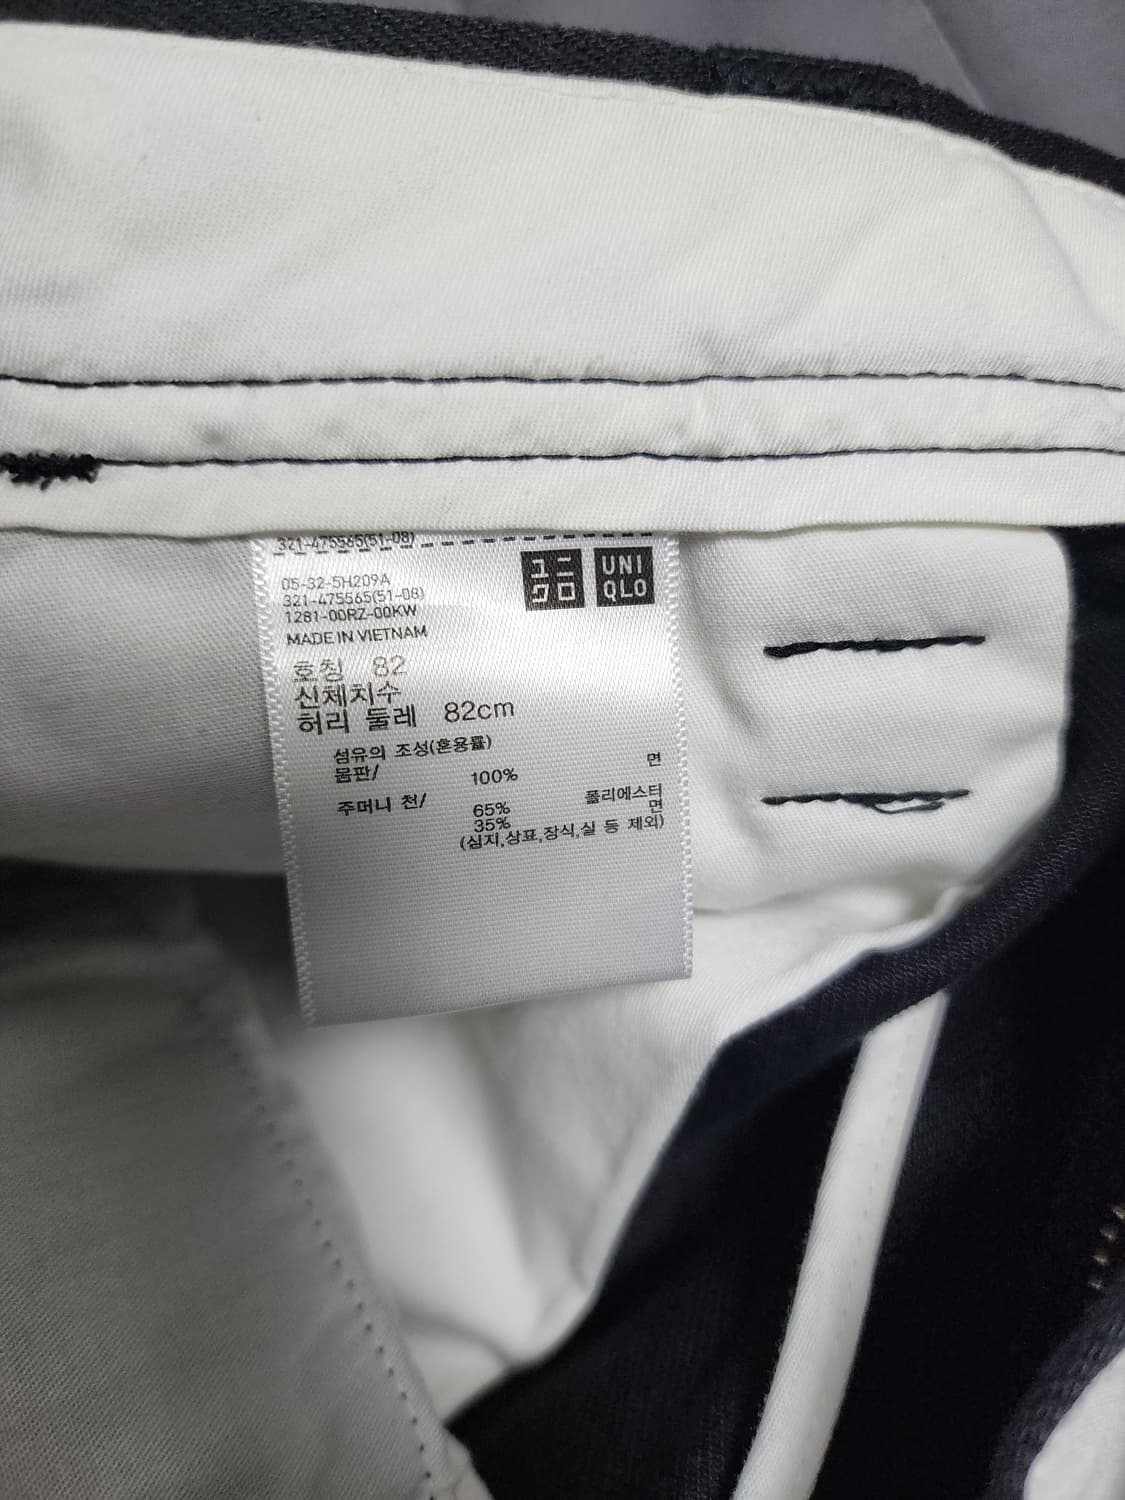 321-475565(51-08)
ユニ
クロ
UNI
QLO
05-32-5H209A
321-475565(51-08)
1281-00RZ-00KW
MADE IN VIETNAM
호칭 82
신체치수
허리 둘레 82cm
섬유의 조성(혼용률)
몸판/ 100% 면
주머니 천/ 65% 폴리에스터
35% 면
(심지,상표,장식,실 등 제외)